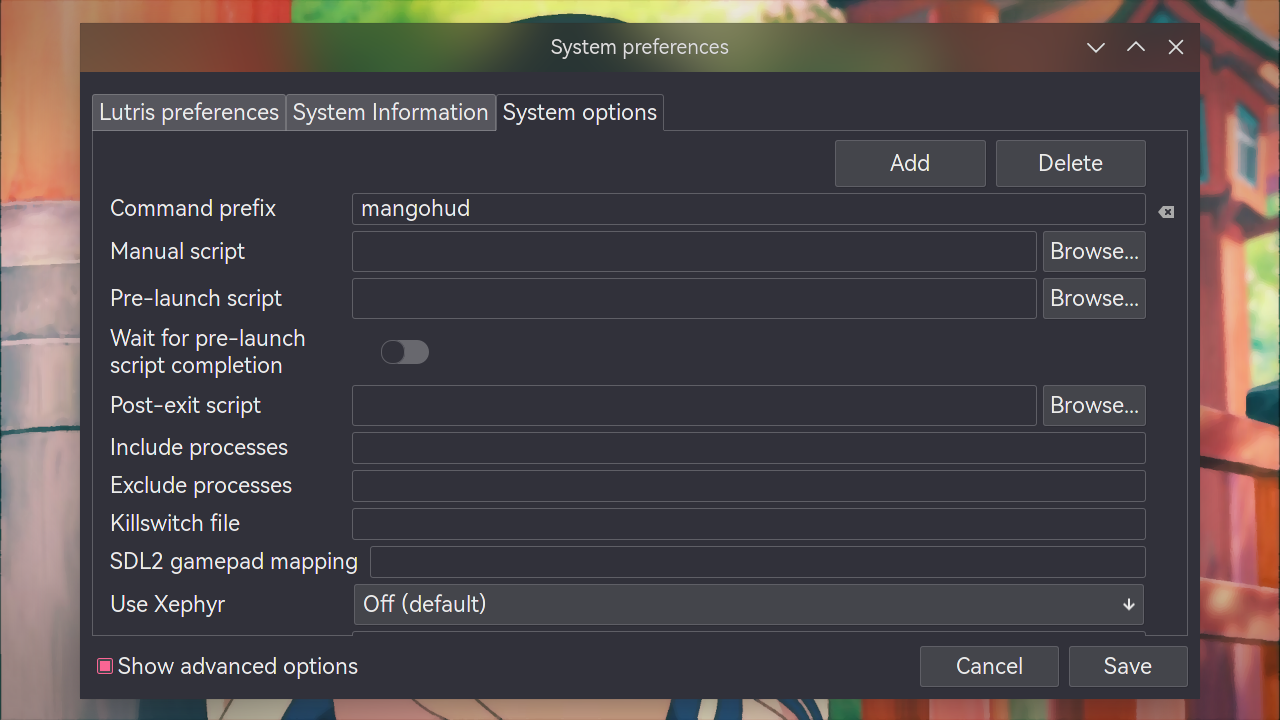 System preferences
Lutris preferences
System Information
System options
Add
Delete
Command prefix
mangohud
Manual script
Browse...
Pre-launch script
Browse...
Wait for pre-launch
script completion
Post-exit script
Browse...
Include processes
Exclude processes
Killswitch file
SDL2 gamepad mapping
Use Xephyr
Off (default)
Show advanced options
Cancel
Save